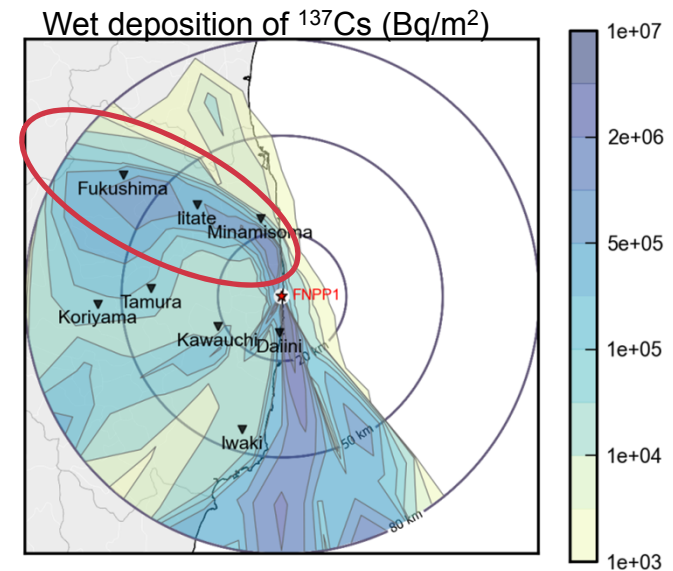 Wet deposition of ¹³⁷Cs (Bq/m²)
1e+07
2e+06
5e+05
1e+05
1e+04
1e+03
Fukushima
Iitate
Minamisoma
FNPP1
Tamura
Koriyama
Kawauchi
Daiini
20 km
Iwaki
50 km
80 km